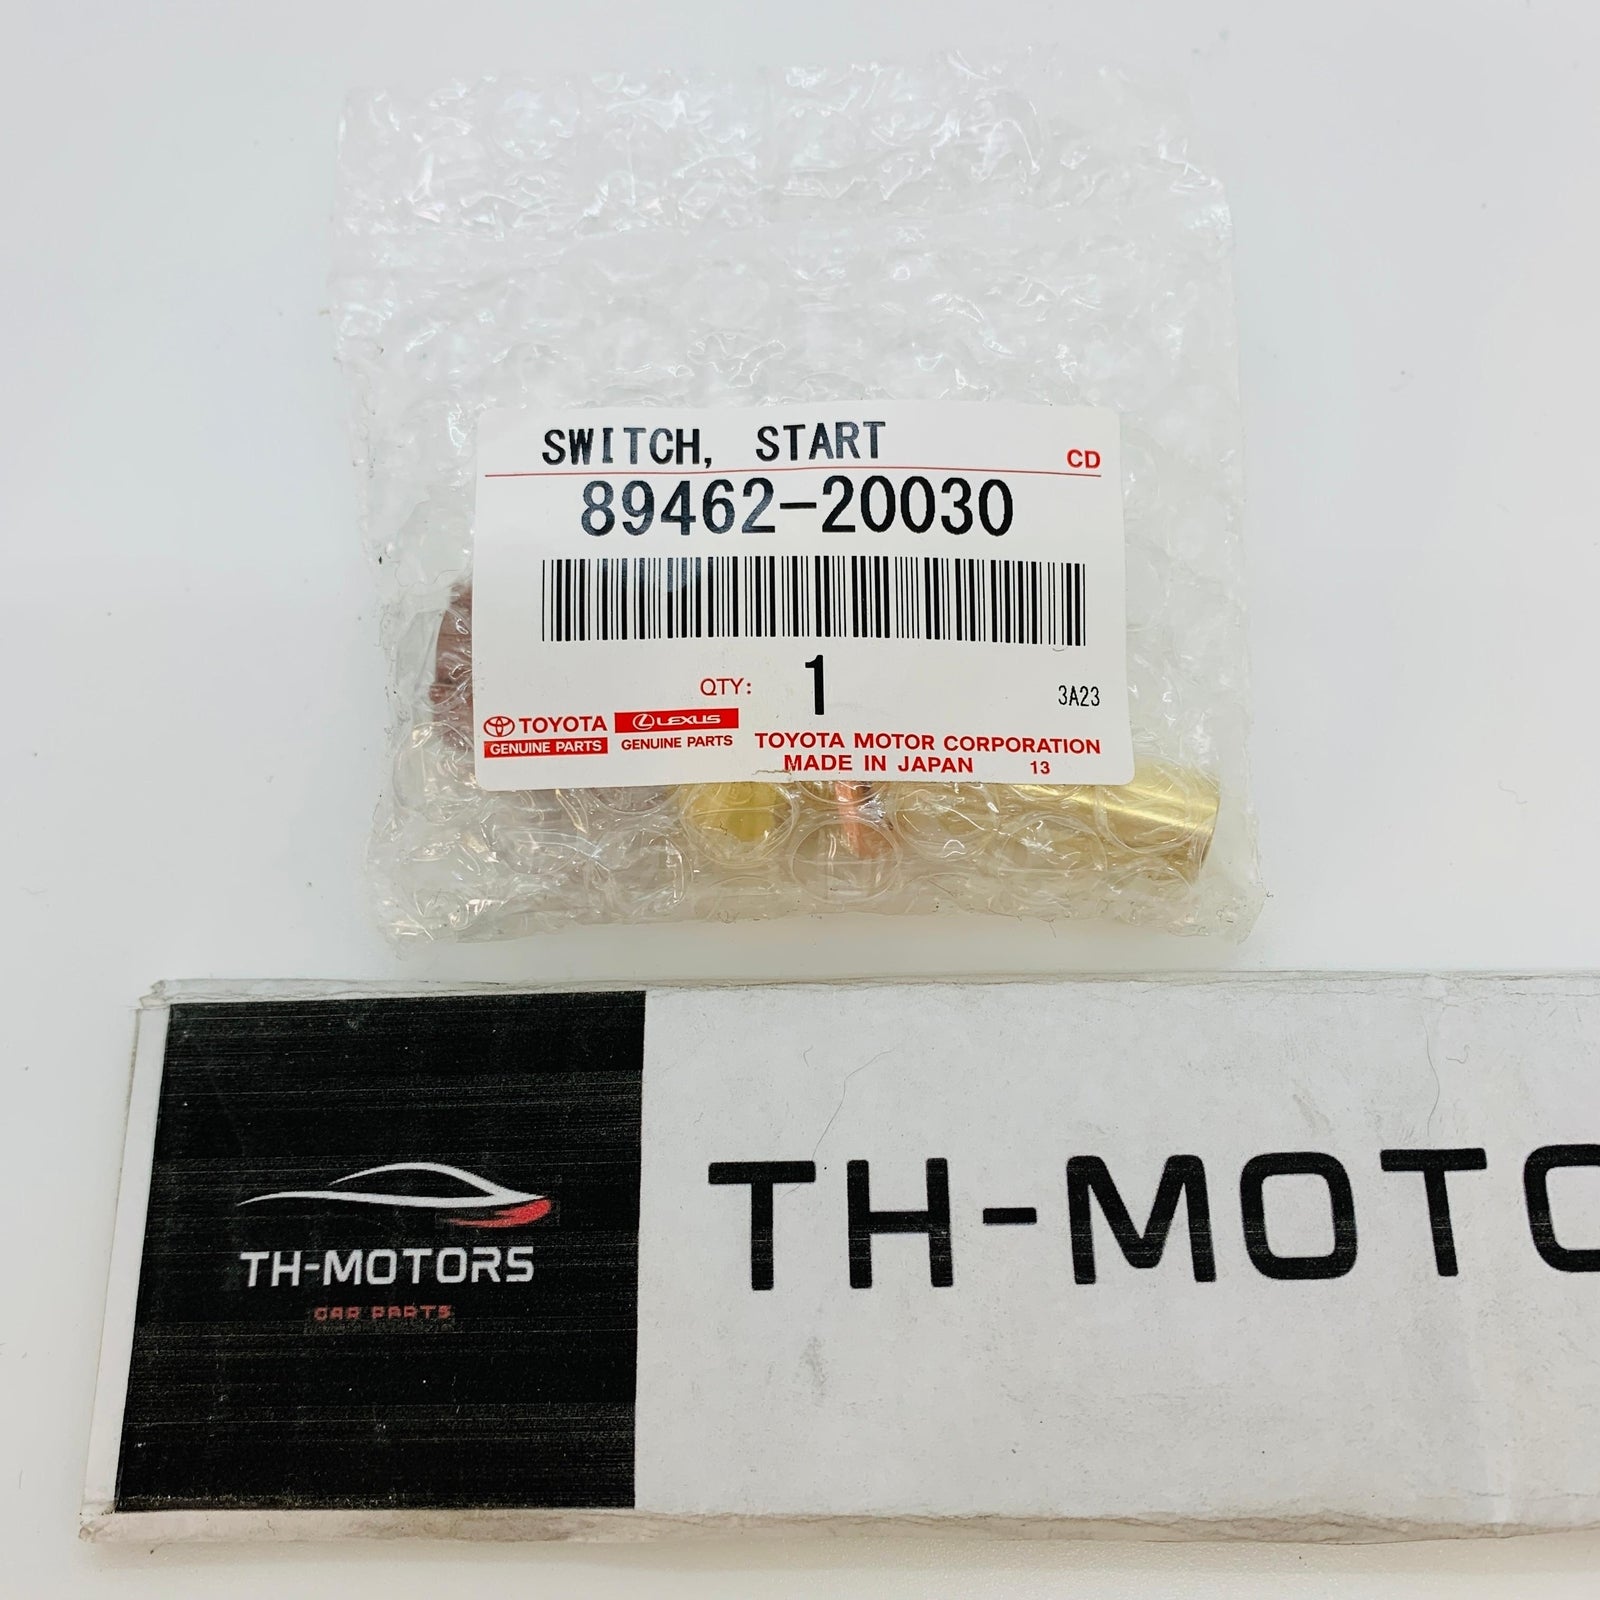 SWITCH, START
CD
89462-20030
QTY: 1
3A23
TOYOTA
GENUINE PARTS
LEXUS
GENUINE PARTS
TOYOTA MOTOR CORPORATION
MADE IN JAPAN 13
TH-MOTORS
CAR PARTS
TH-MOTO